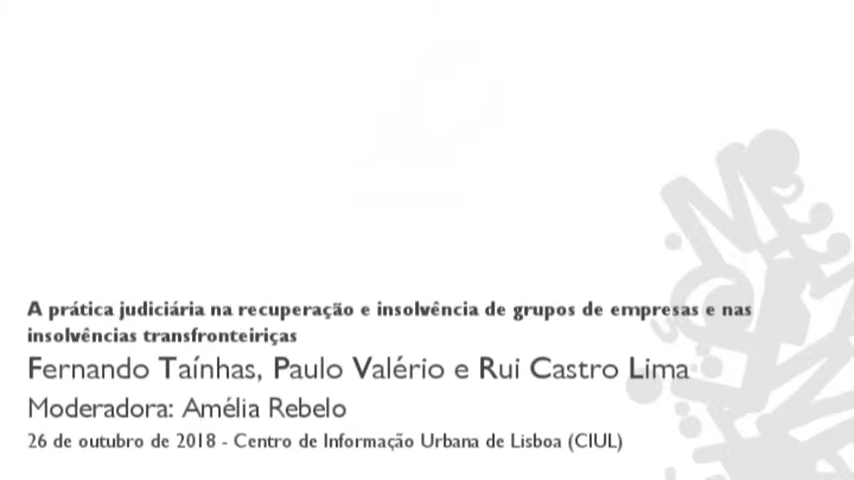 A prática judiciária na recuperação e insolvência de grupos de empresas e nas
insolvências transfronteiriças
Fernando Taínhas, Paulo Valério e Rui Castro Lima
Moderadora: Amélia Rebelo
26 de outubro de 2018 - Centro de Informação Urbana de Lisboa (CIUL)